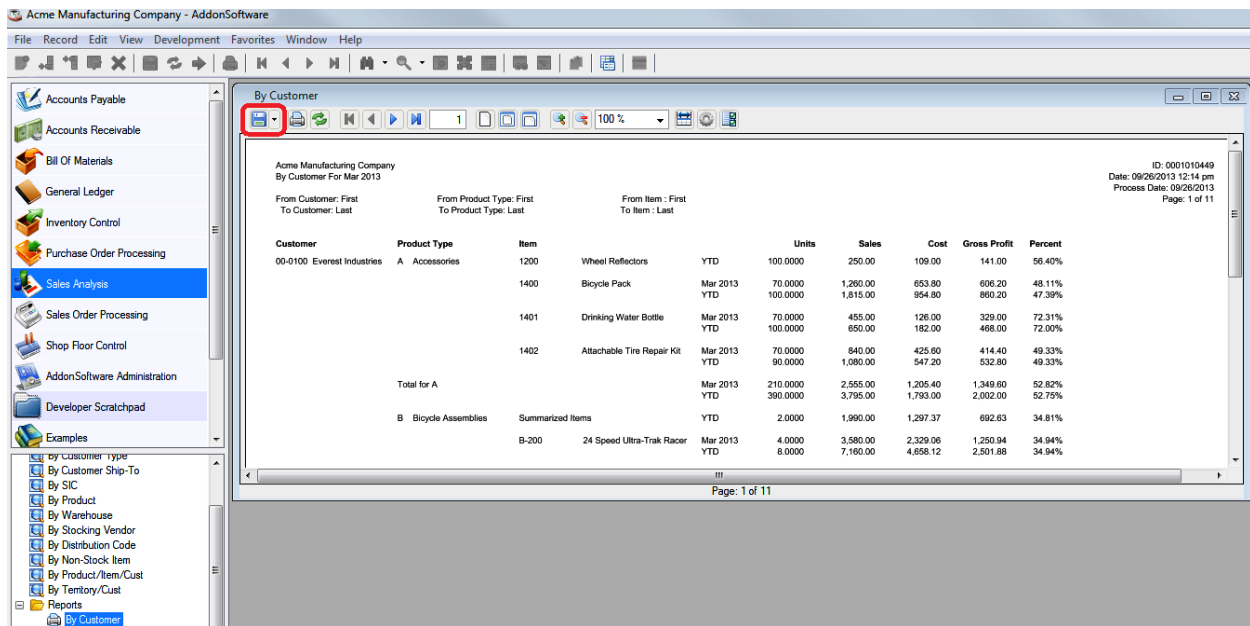 Acme Manufacturing Company - AddonSoftware
File Record Edit View Development Favorites Window Help
Accounts Payable
Accounts Receivable
Bill Of Materials
General Ledger
Inventory Control
Purchase Order Processing
Sales Analysis
Sales Order Processing
Shop Floor Control
AddonSoftware Administration
Developer Scratchpad
Examples
By Customer Type
By Customer Ship-To
By SIC
By Product
By Warehouse
By Stocking Vendor
By Distribution Code
By Non-Stock Item
By Product/Item/Cust
By Territory/Cust
Reports
By Customer
By Customer
1 100 %
Acme Manufacturing Company ID: 0001010449
By Customer For Mar 2013 Date: 09/26/2013 12:14 pm
Process Date: 09/26/2013
From Customer: First From Product Type: First From Item : First Page: 1 of 11
To Customer: Last To Product Type: Last To Item : Last
Customer Product Type Item Units Sales Cost Gross Profit Percent
00-0100 Everest Industries A Accessories 1200 Wheel Reflectors YTD 100.0000 250.00 109.00 141.00 56.40%
1400 Bicycle Pack Mar 2013 70.0000 1,260.00 653.80 606.20 48.11%
YTD 100.0000 1,815.00 954.80 860.20 47.39%
1401 Drinking Water Bottle Mar 2013 70.0000 455.00 126.00 329.00 72.31%
YTD 100.0000 650.00 182.00 468.00 72.00%
1402 Attachable Tire Repair Kit Mar 2013 70.0000 840.00 425.60 414.40 49.33%
YTD 90.0000 1,080.00 547.20 532.80 49.33%
Total for A Mar 2013 210.0000 2,555.00 1,205.40 1,349.60 52.82%
YTD 390.0000 3,795.00 1,793.00 2,002.00 52.75%
B Bicycle Assemblies Summarized Items YTD 2.0000 1,990.00 1,297.37 692.63 34.81%
B-200 24 Speed Ultra-Trak Racer Mar 2013 4.0000 3,580.00 2,329.06 1,250.94 34.94%
YTD 8.0000 7,160.00 4,658.12 2,501.88 34.94%
Page: 1 of 11